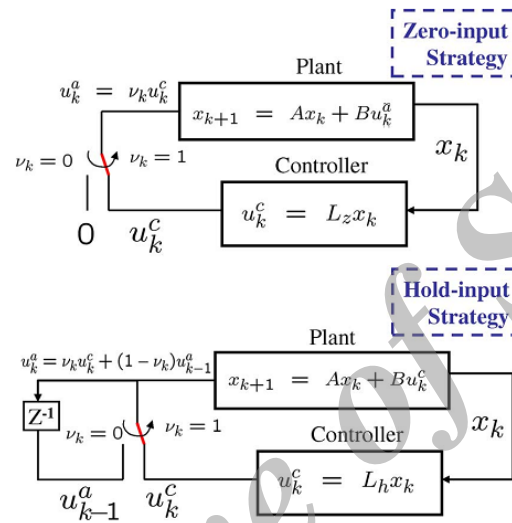 Zero-input
Strategy
Plant
u_k^a = ν_k u_k^c
x_{k+1} = Ax_k + Bu_k^a
ν_k = 0
ν_k = 1
x_k
Controller
0
u_k^c
u_k^c = L_z x_k
Hold-input
Strategy
Plant
u_k^a = ν_k u_k^c + (1 − ν_k)u_{k-1}^a
x_{k+1} = Ax_k + Bu_k^c
Z^{-1}
ν_k = 0
ν_k = 1
x_k
Controller
u_{k-1}^a
u_k^c
u_k^c = L_h x_k